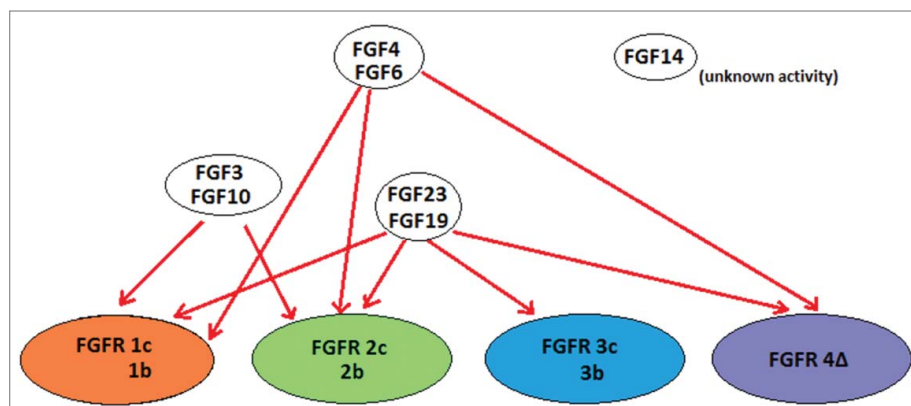 FGF4
FGF6
FGF14
(unknown activity)
FGF3
FGF10
FGF23
FGF19
FGFR 1c
1b
FGFR 2c
2b
FGFR 3c
3b
FGFR 4Δ